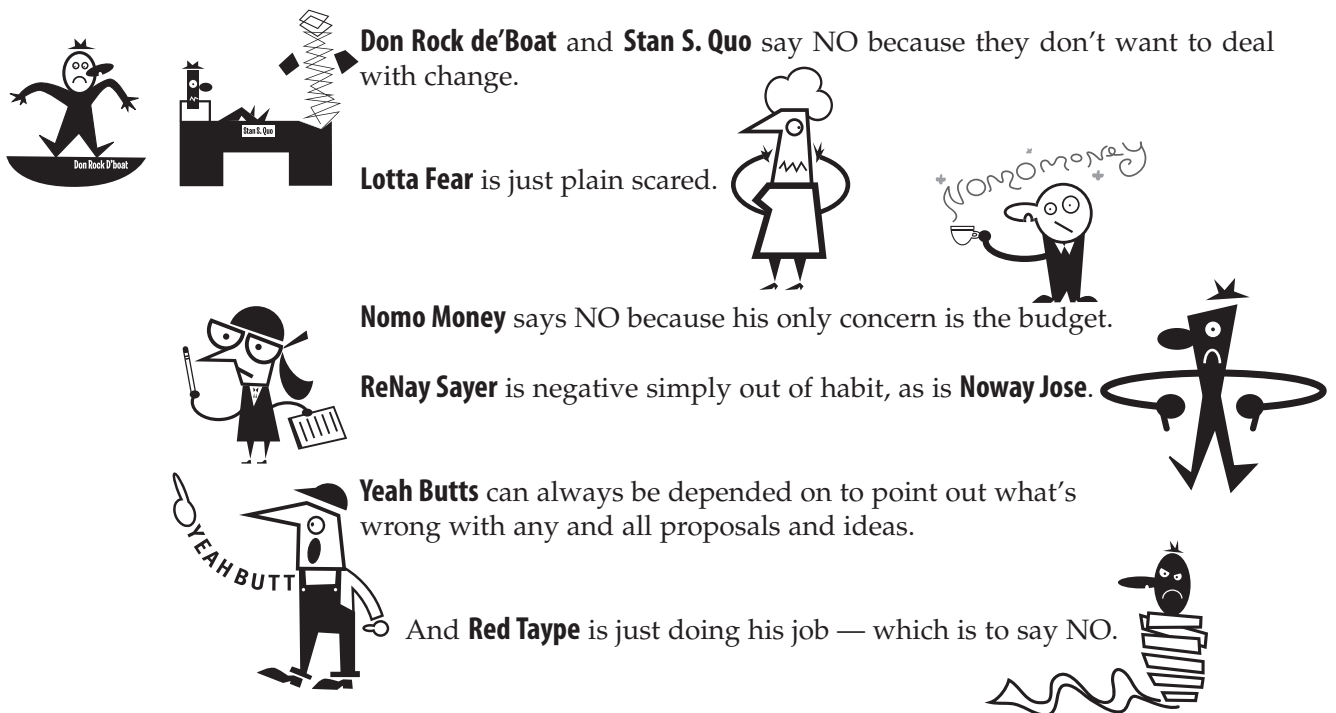 Don Rock de’Boat and Stan S. Quo say NO because they don’t want to deal
with change.
Don Rock D'boat
Stan S. Quo
Lotta Fear is just plain scared.
Nomomoney
Nomo Money says NO because his only concern is the budget.
ReNay Sayer is negative simply out of habit, as is Noway Jose.
Yeah Butts can always be depended on to point out what’s
wrong with any and all proposals and ideas.
YEAHBUTT
And Red Taype is just doing his job — which is to say NO.